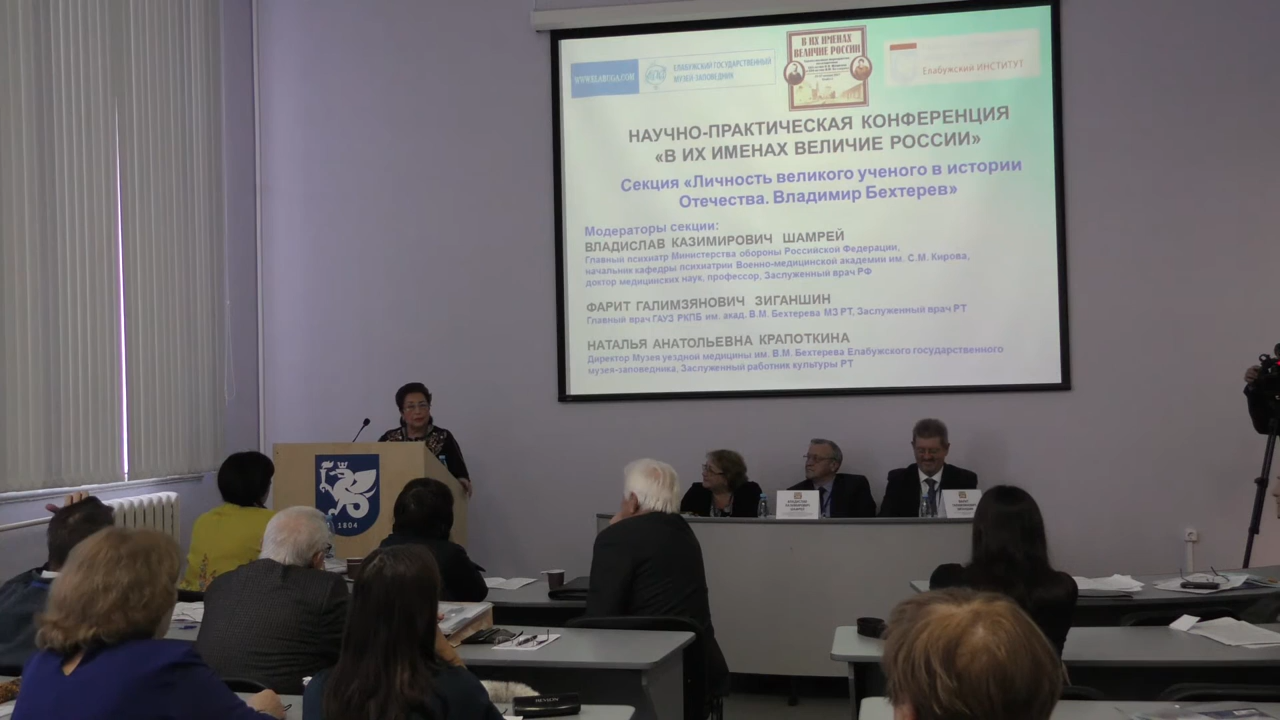 WWW.ELABUGA.COM
ЕЛАБУЖСКИЙ ГОСУДАРСТВЕННЫЙ
МУЗЕЙ-ЗАПОВЕДНИК
В ИХ ИМЕНАХ
ВЕЛИЧИЕ РОССИИ
Елабужский ИНСТИТУТ
НАУЧНО-ПРАКТИЧЕСКАЯ КОНФЕРЕНЦИЯ
«В ИХ ИМЕНАХ ВЕЛИЧИЕ РОССИИ»
Секция «Личность великого ученого в истории
Отечества. Владимир Бехтерев»
Модераторы секции:
ВЛАДИСЛАВ КАЗИМИРОВИЧ ШАМРЕЙ
Главный психиатр Министерства обороны Российской Федерации,
начальник кафедры психиатрии Военно-медицинской академии им. С.М. Кирова,
доктор медицинских наук, профессор, Заслуженный врач РФ
ФАРИТ ГАЛИМЗЯНОВИЧ ЗИГАНШИН
Главный врач ГАУЗ РКПБ им. акад. В.М. Бехтерева МЗ РТ, Заслуженный врач РТ
НАТАЛЬЯ АНАТОЛЬЕВНА КРАПОТКИНА
Директор Музея уездной медицины им. В.М. Бехтерева Елабужского государственного
музея-заповедника, Заслуженный работник культуры РТ
1804